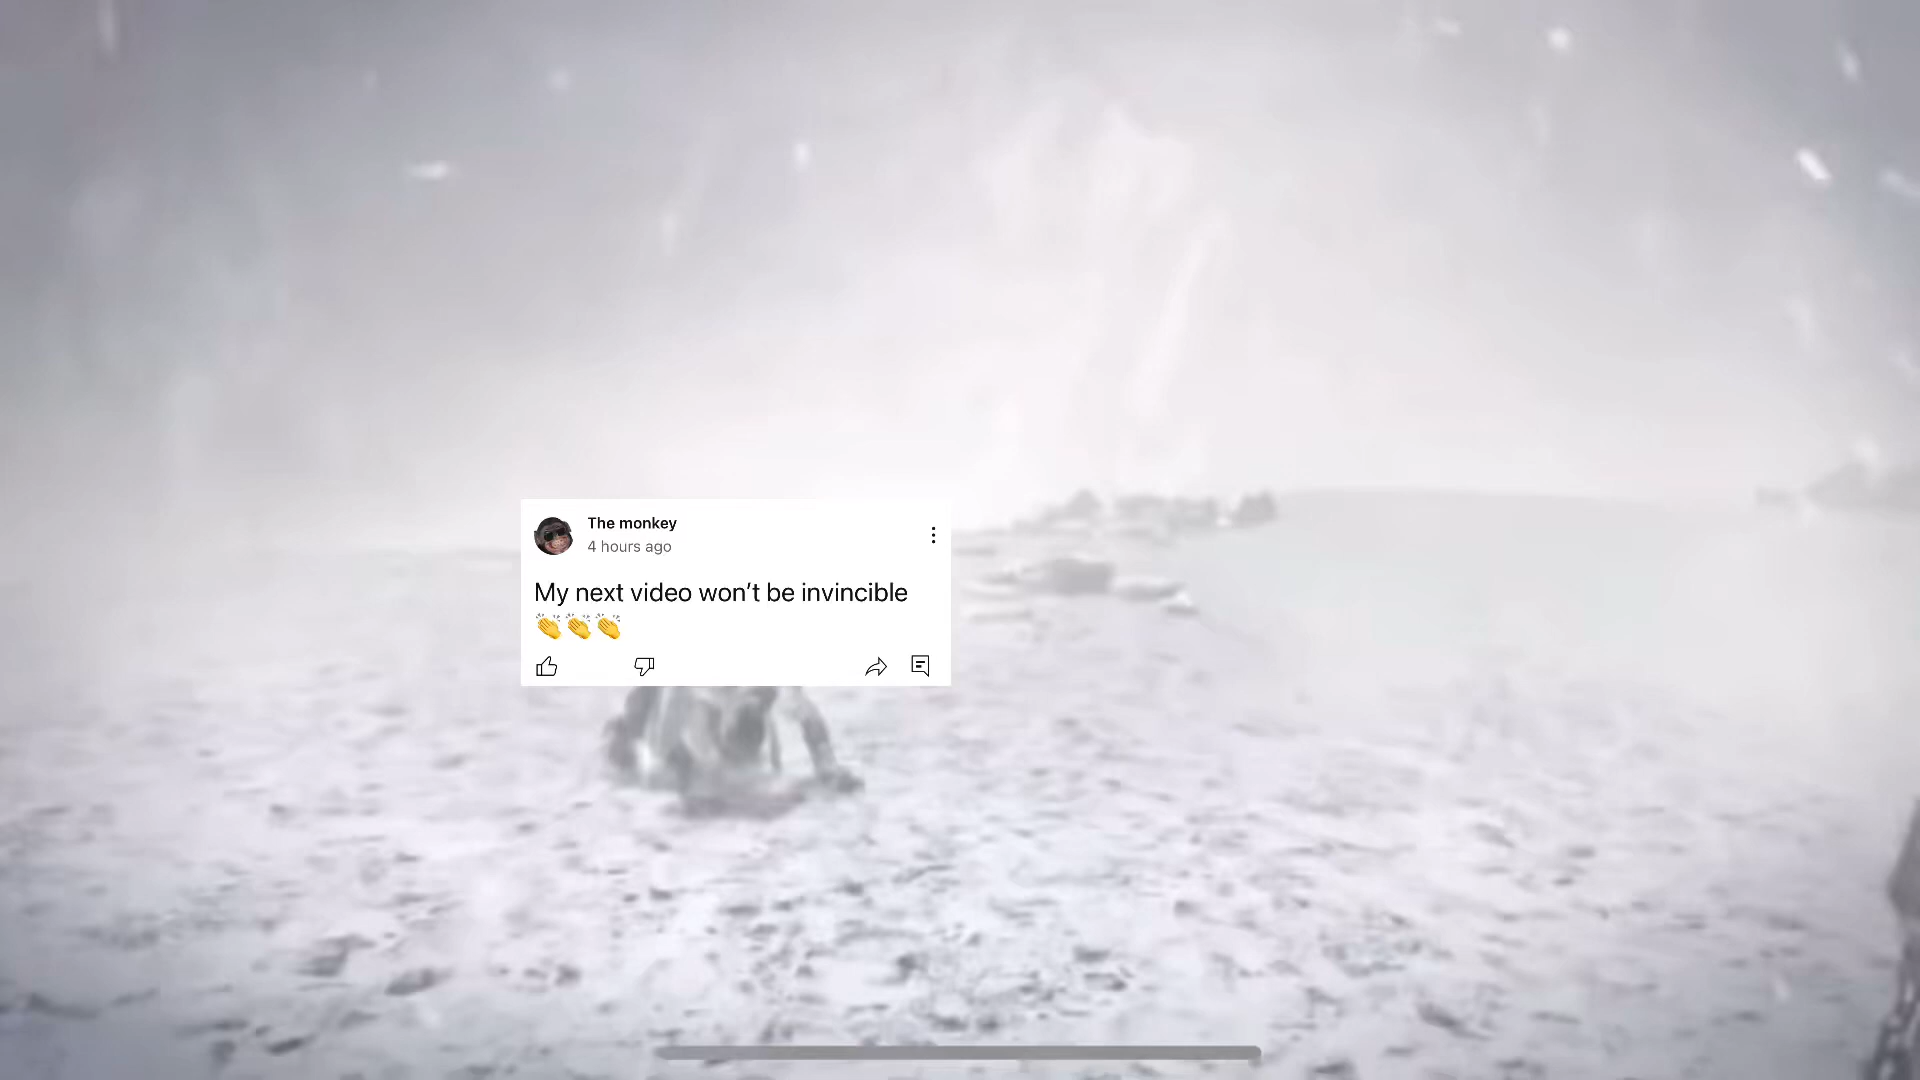 The monkey
4 hours ago
My next video won’t be invincible
👏👏👏